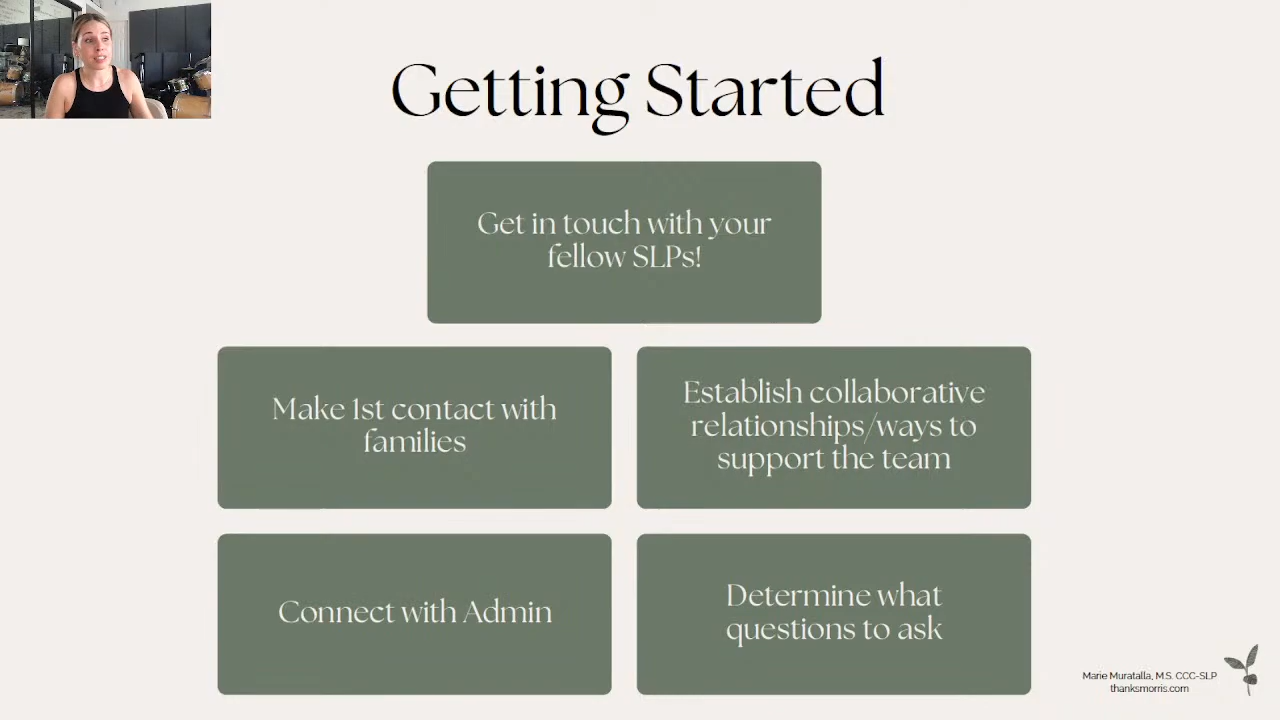 Getting Started
Get in touch with your
fellow SLPs!
Make 1st contact with
families
Establish collaborative
relationships/ways to
support the team
Connect with Admin
Determine what
questions to ask
Marie Muratalla, M.S. CCC-SLP
thanksmorris.com